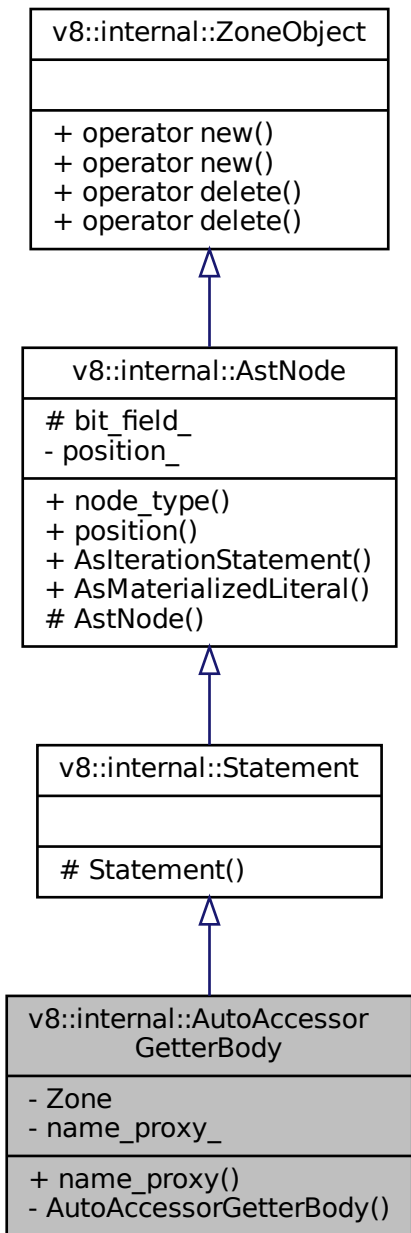 v8::internal::ZoneObject
+ operator new()
+ operator new()
+ operator delete()
+ operator delete()
v8::internal::AstNode
# bit_field_
- position_
+ node_type()
+ position()
+ AsIterationStatement()
+ AsMaterializedLiteral()
# AstNode()
v8::internal::Statement
# Statement()
v8::internal::AutoAccessor
GetterBody
- Zone
- name_proxy_
+ name_proxy()
- AutoAccessorGetterBody()